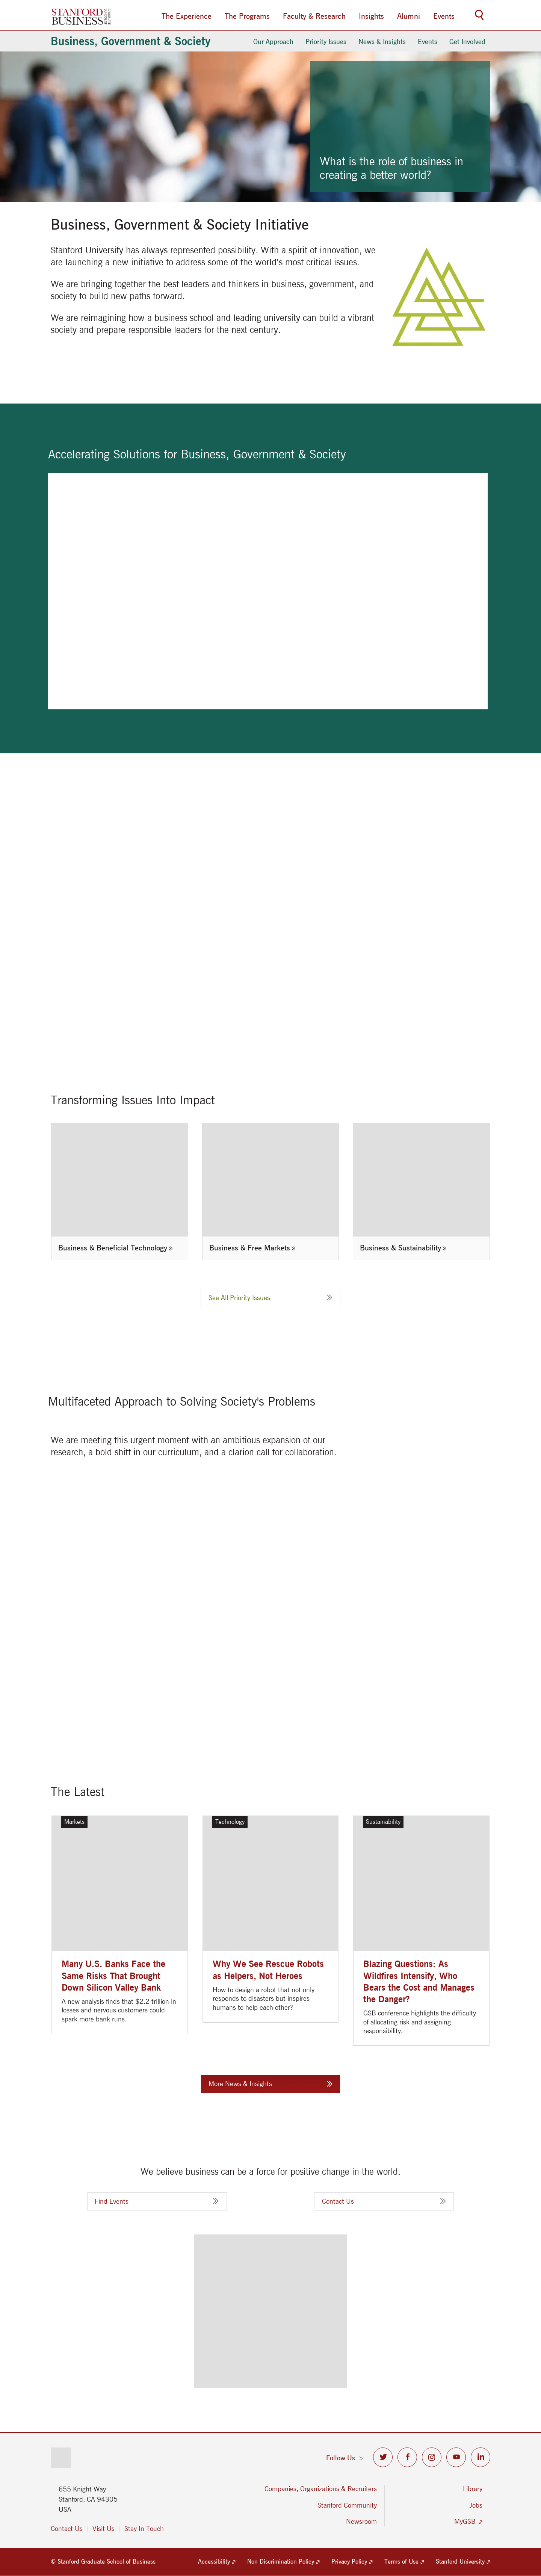 STANFORD
BUSINESS
The Experience The Programs Faculty & Research Insights Alumni Events
Business, Government & Society
Our Approach Priority Issues News & Insights Events Get Involved
What is the role of business in
creating a better world?
Business, Government & Society Initiative
Stanford University has always represented possibility. With a spirit of innovation, we
are launching a new initiative to address some of the world's most critical issues.
We are bringing together the best leaders and thinkers in business, government, and
society to build new paths forward.
We are reimagining how a business school and leading university can build a vibrant
society and prepare responsible leaders for the next century.
Accelerating Solutions for Business, Government & Society
Transforming Issues Into Impact
Business & Beneficial Technology »
Business & Free Markets »
Business & Sustainability »
See All Priority Issues
Multifaceted Approach to Solving Society's Problems
We are meeting this urgent moment with an ambitious expansion of our
research, a bold shift in our curriculum, and a clarion call for collaboration.
The Latest
Markets
Many U.S. Banks Face the
Same Risks That Brought
Down Silicon Valley Bank
A new analysis finds that $2.2 trillion in
losses and nervous customers could
spark more bank runs.
Technology
Why We See Rescue Robots
as Helpers, Not Heroes
How to design a robot that not only
responds to disasters but inspires
humans to help each other?
Sustainability
Blazing Questions: As
Wildfires Intensify, Who
Bears the Cost and Manages
the Danger?
GSB conference highlights the difficulty
of allocating risk and assigning
responsibility.
More News & Insights
We believe business can be a force for positive change in the world.
Find Events
Contact Us
Follow Us »
655 Knight Way
Stanford, CA 94305
USA
Contact Us Visit Us Stay In Touch
Companies, Organizations & Recruiters
Stanford Community
Newsroom
Library
Jobs
MyGSB
© Stanford Graduate School of Business Accessibility Non-Discrimination Policy Privacy Policy Terms of Use Stanford University